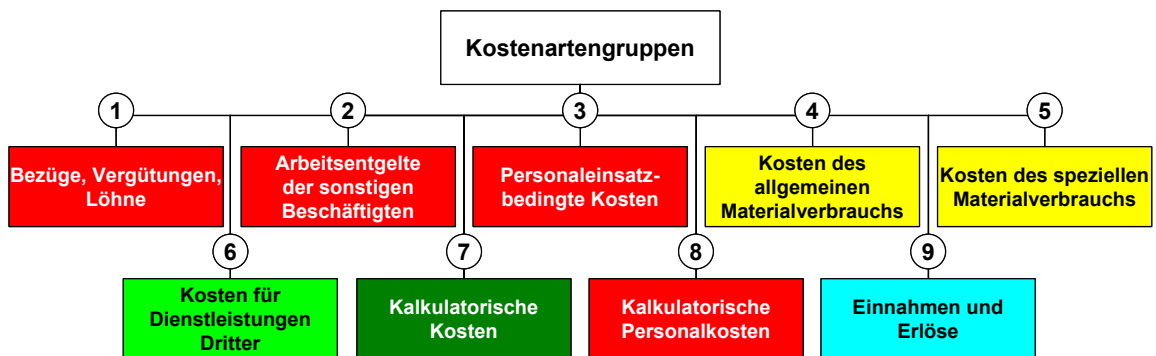 Kostenartengruppen
1
2
3
4
5
Bezüge, Vergütungen,
Löhne
Arbeitsentgelte
der sonstigen
Beschäftigten
Personaleinsatz-
bedingte Kosten
Kosten des
allgemeinen
Materialverbrauchs
Kosten des speziellen
Materialverbrauchs
6
7
8
9
Kosten für
Dienstleistungen
Dritter
Kalkulatorische
Kosten
Kalkulatorische
Personalkosten
Einnahmen und
Erlöse